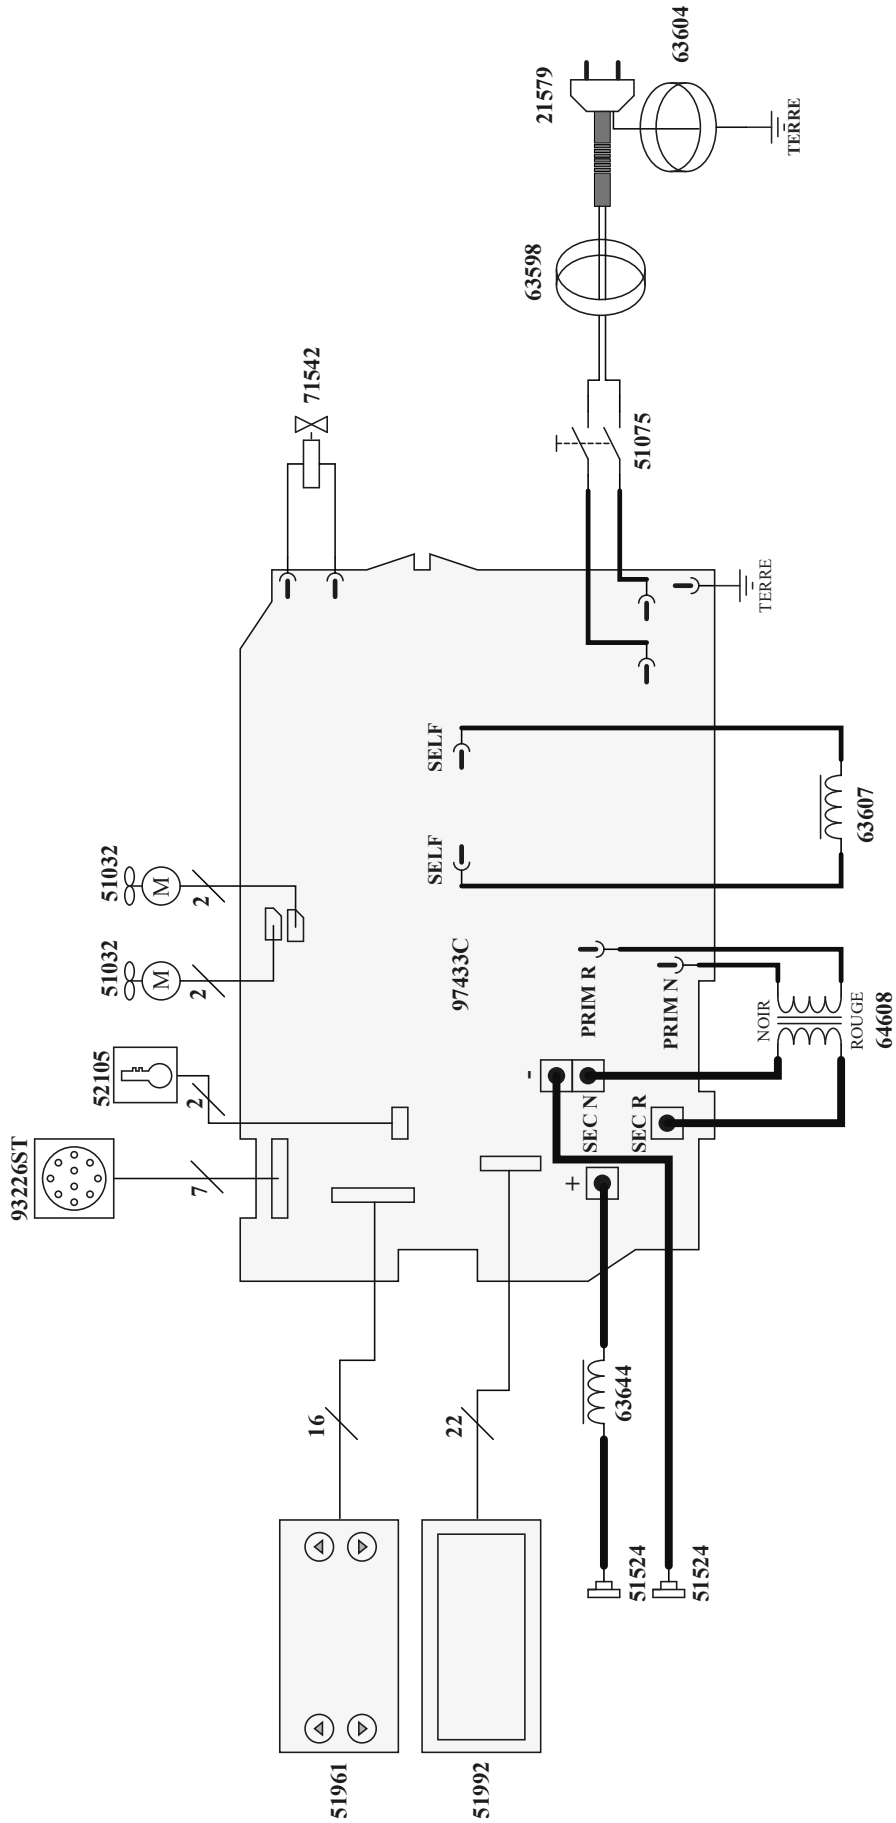 93226ST
7
52105
2
51032
M
2
51032
M
2
71542
21579
63604
TERRE
63598
51075
TERRE
97433C
SELF
SELF
63607
PRIM R
PRIM N
NOIR
ROUGE
64608
-
SEC N
SEC R
+
63644
51524
51524
16
22
51961
51992